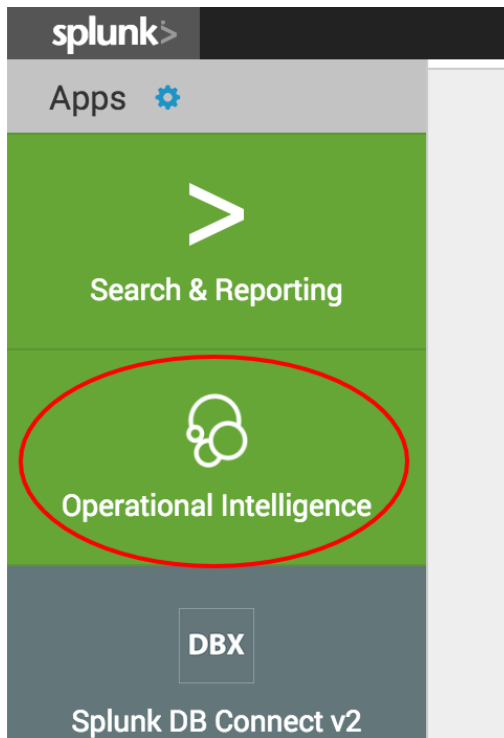 splunk>
Apps
>
Search & Reporting
Operational Intelligence
DBX
Splunk DB Connect v2